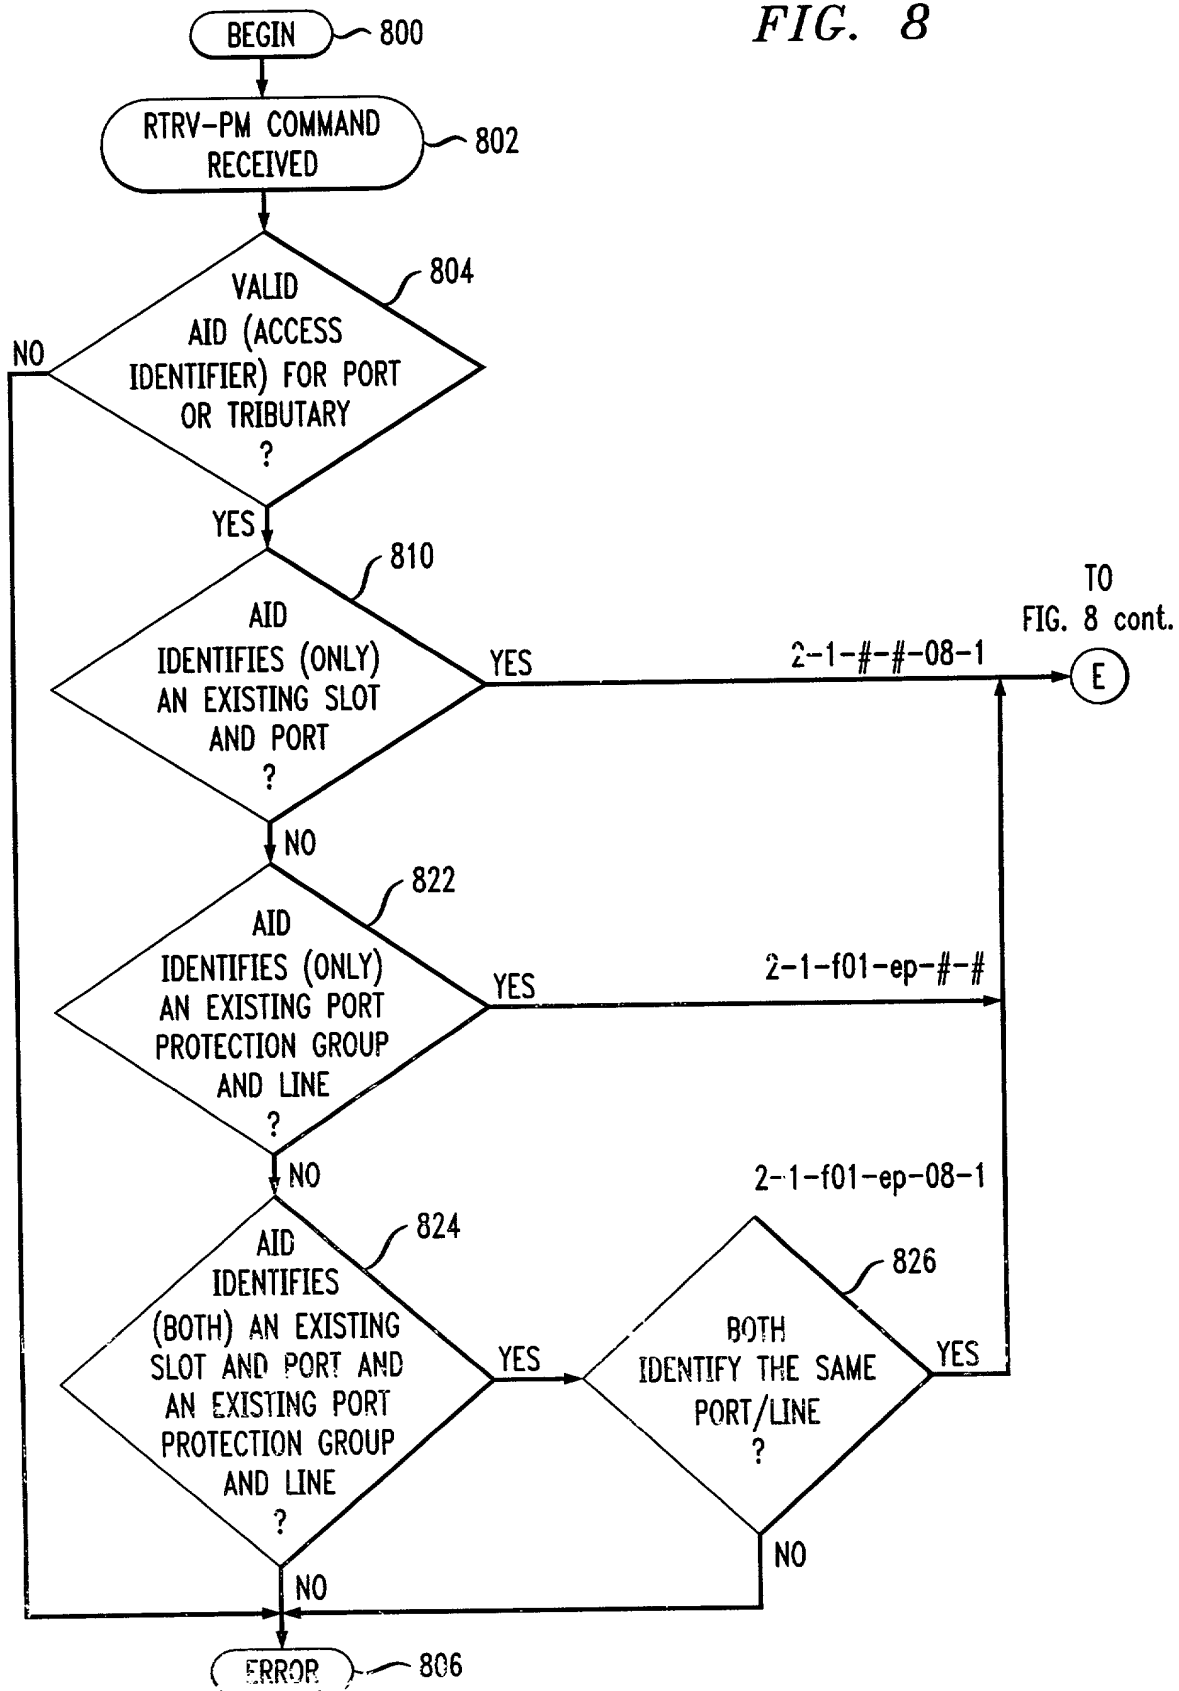 FIG. 8
BEGIN
800
RTRV-PM COMMAND
RECEIVED
802
VALID
AID (ACCESS
IDENTIFIER) FOR PORT
OR TRIBUTARY
?
804
NO
YES
AID
IDENTIFIES (ONLY)
AN EXISTING SLOT
AND PORT
?
810
YES
2-1-#-#-08-1
TO
FIG. 8 cont.
E
NO
AID
IDENTIFIES (ONLY)
AN EXISTING PORT
PROTECTION GROUP
AND LINE
?
822
YES
2-1-f01-ep-#-#
NO
AID
IDENTIFIES
(BOTH) AN EXISTING
SLOT AND PORT AND
AN EXISTING PORT
PROTECTION GROUP
AND LINE
?
824
YES
2-1-f01-ep-08-1
BOTH
IDENTIFY THE SAME
PORT/LINE
?
826
YES
NO
NO
ERROR
806